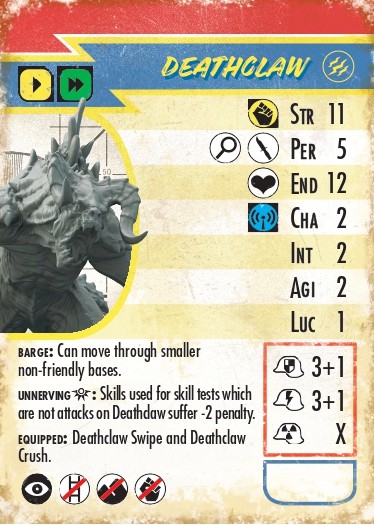 DEATHCLAW
STR 11
PER 5
50
END 12
CHA 2
INT 2
AGI 2
LUC 1
BARGE: Can move through smaller
non-friendly bases.
UNNERVING : Skills used for skill tests which
are not attacks on Deathclaw suffer -2 penalty.
EQUIPPED: Deathclaw Swipe and Deathclaw
Crush.
3+1
3+1
X